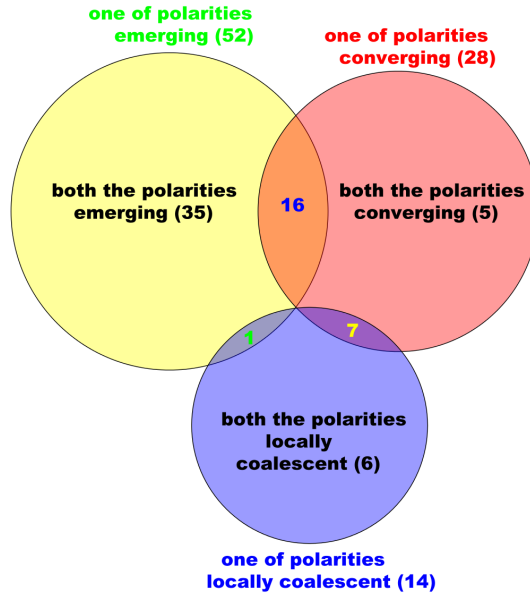 one of polarities
emerging (52)
one of polarities
converging (28)
both the polarities
emerging (35)
16
both the polarities
converging (5)
1
7
both the polarities
locally
coalescent (6)
one of polarities
locally coalescent (14)